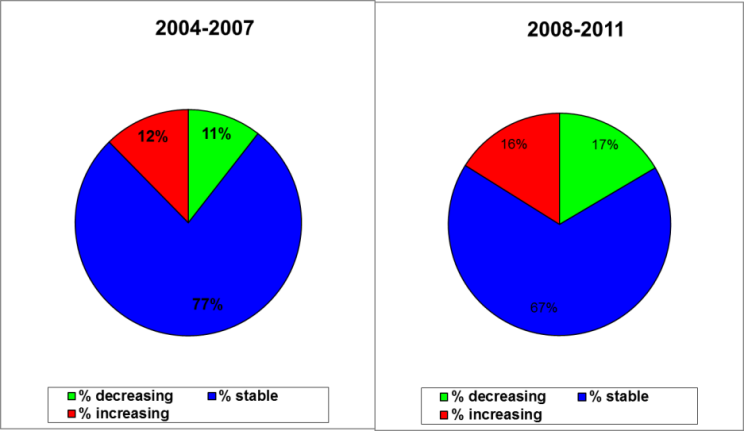 2004-2007
12%
11%
77%
% decreasing
% stable
% increasing
2008-2011
16%
17%
67%
% decreasing
% stable
% increasing